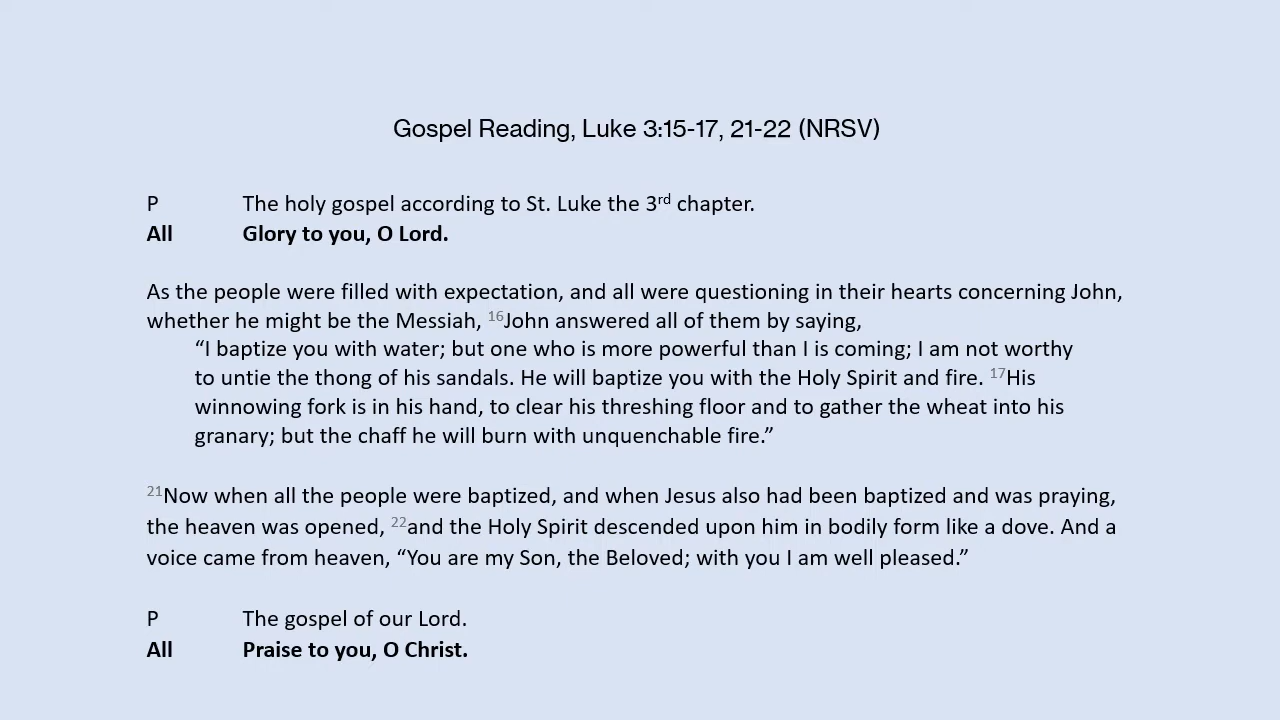 Gospel Reading, Luke 3:15-17, 21-22 (NRSV)
P The holy gospel according to St. Luke the 3rd chapter.
All Glory to you, O Lord.
As the people were filled with expectation, and all were questioning in their hearts concerning John,
whether he might be the Messiah, 16John answered all of them by saying,
“I baptize you with water; but one who is more powerful than I is coming; I am not worthy
to untie the thong of his sandals. He will baptize you with the Holy Spirit and fire. 17His
winnowing fork is in his hand, to clear his threshing floor and to gather the wheat into his
granary; but the chaff he will burn with unquenchable fire.”
21Now when all the people were baptized, and when Jesus also had been baptized and was praying,
the heaven was opened, 22and the Holy Spirit descended upon him in bodily form like a dove. And a
voice came from heaven, “You are my Son, the Beloved; with you I am well pleased.”
P The gospel of our Lord.
All Praise to you, O Christ.